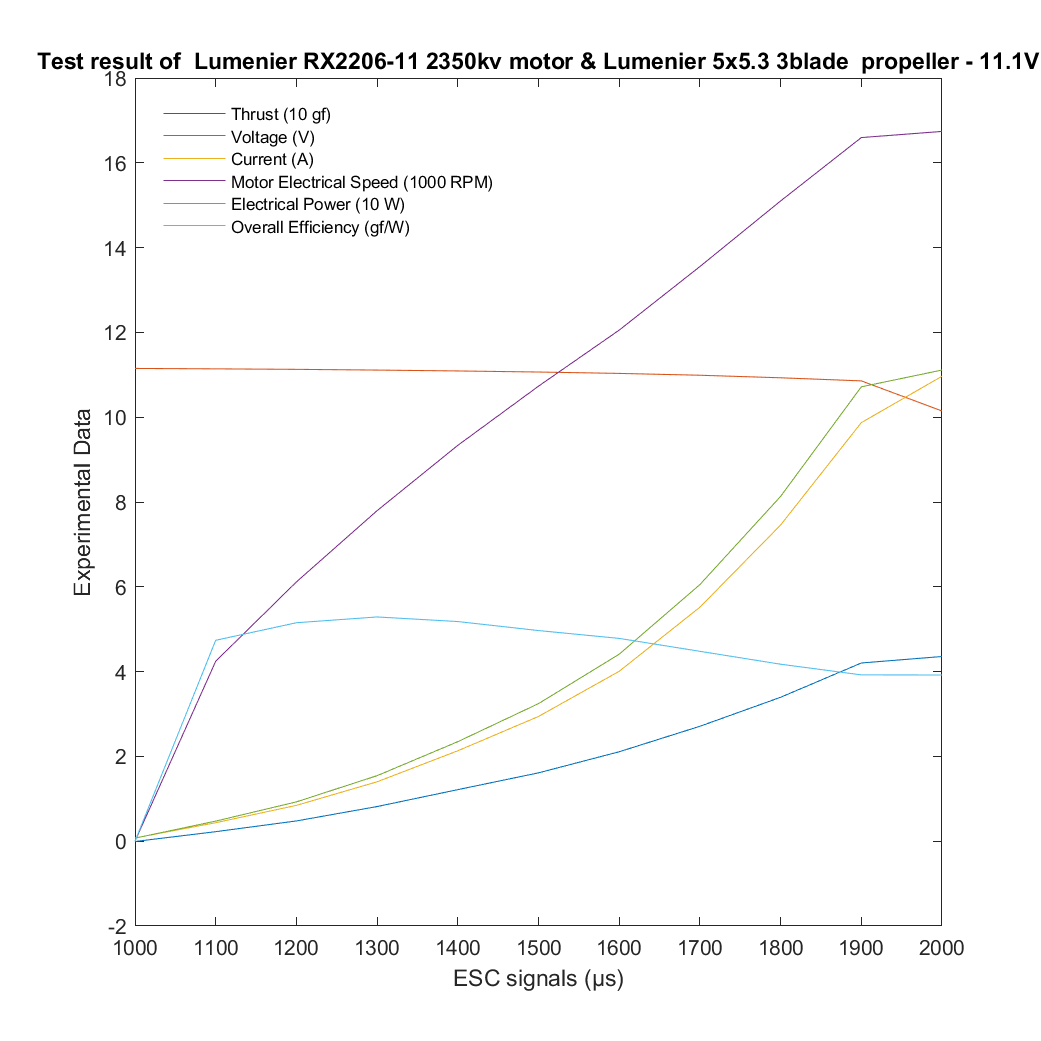 Test result of  Lumenier RX2206-11 2350kv motor & Lumenier 5x5.3 3blade  propeller - 11.1V
18
16
14
12
10
8
6
4
2
0
-2
Experimental Data
Thrust (10 gf)
Voltage (V)
Current (A)
Motor Electrical Speed (1000 RPM)
Electrical Power (10 W)
Overall Efficiency (gf/W)
1000 1100 1200 1300 1400 1500 1600 1700 1800 1900 2000
ESC signals (μs)